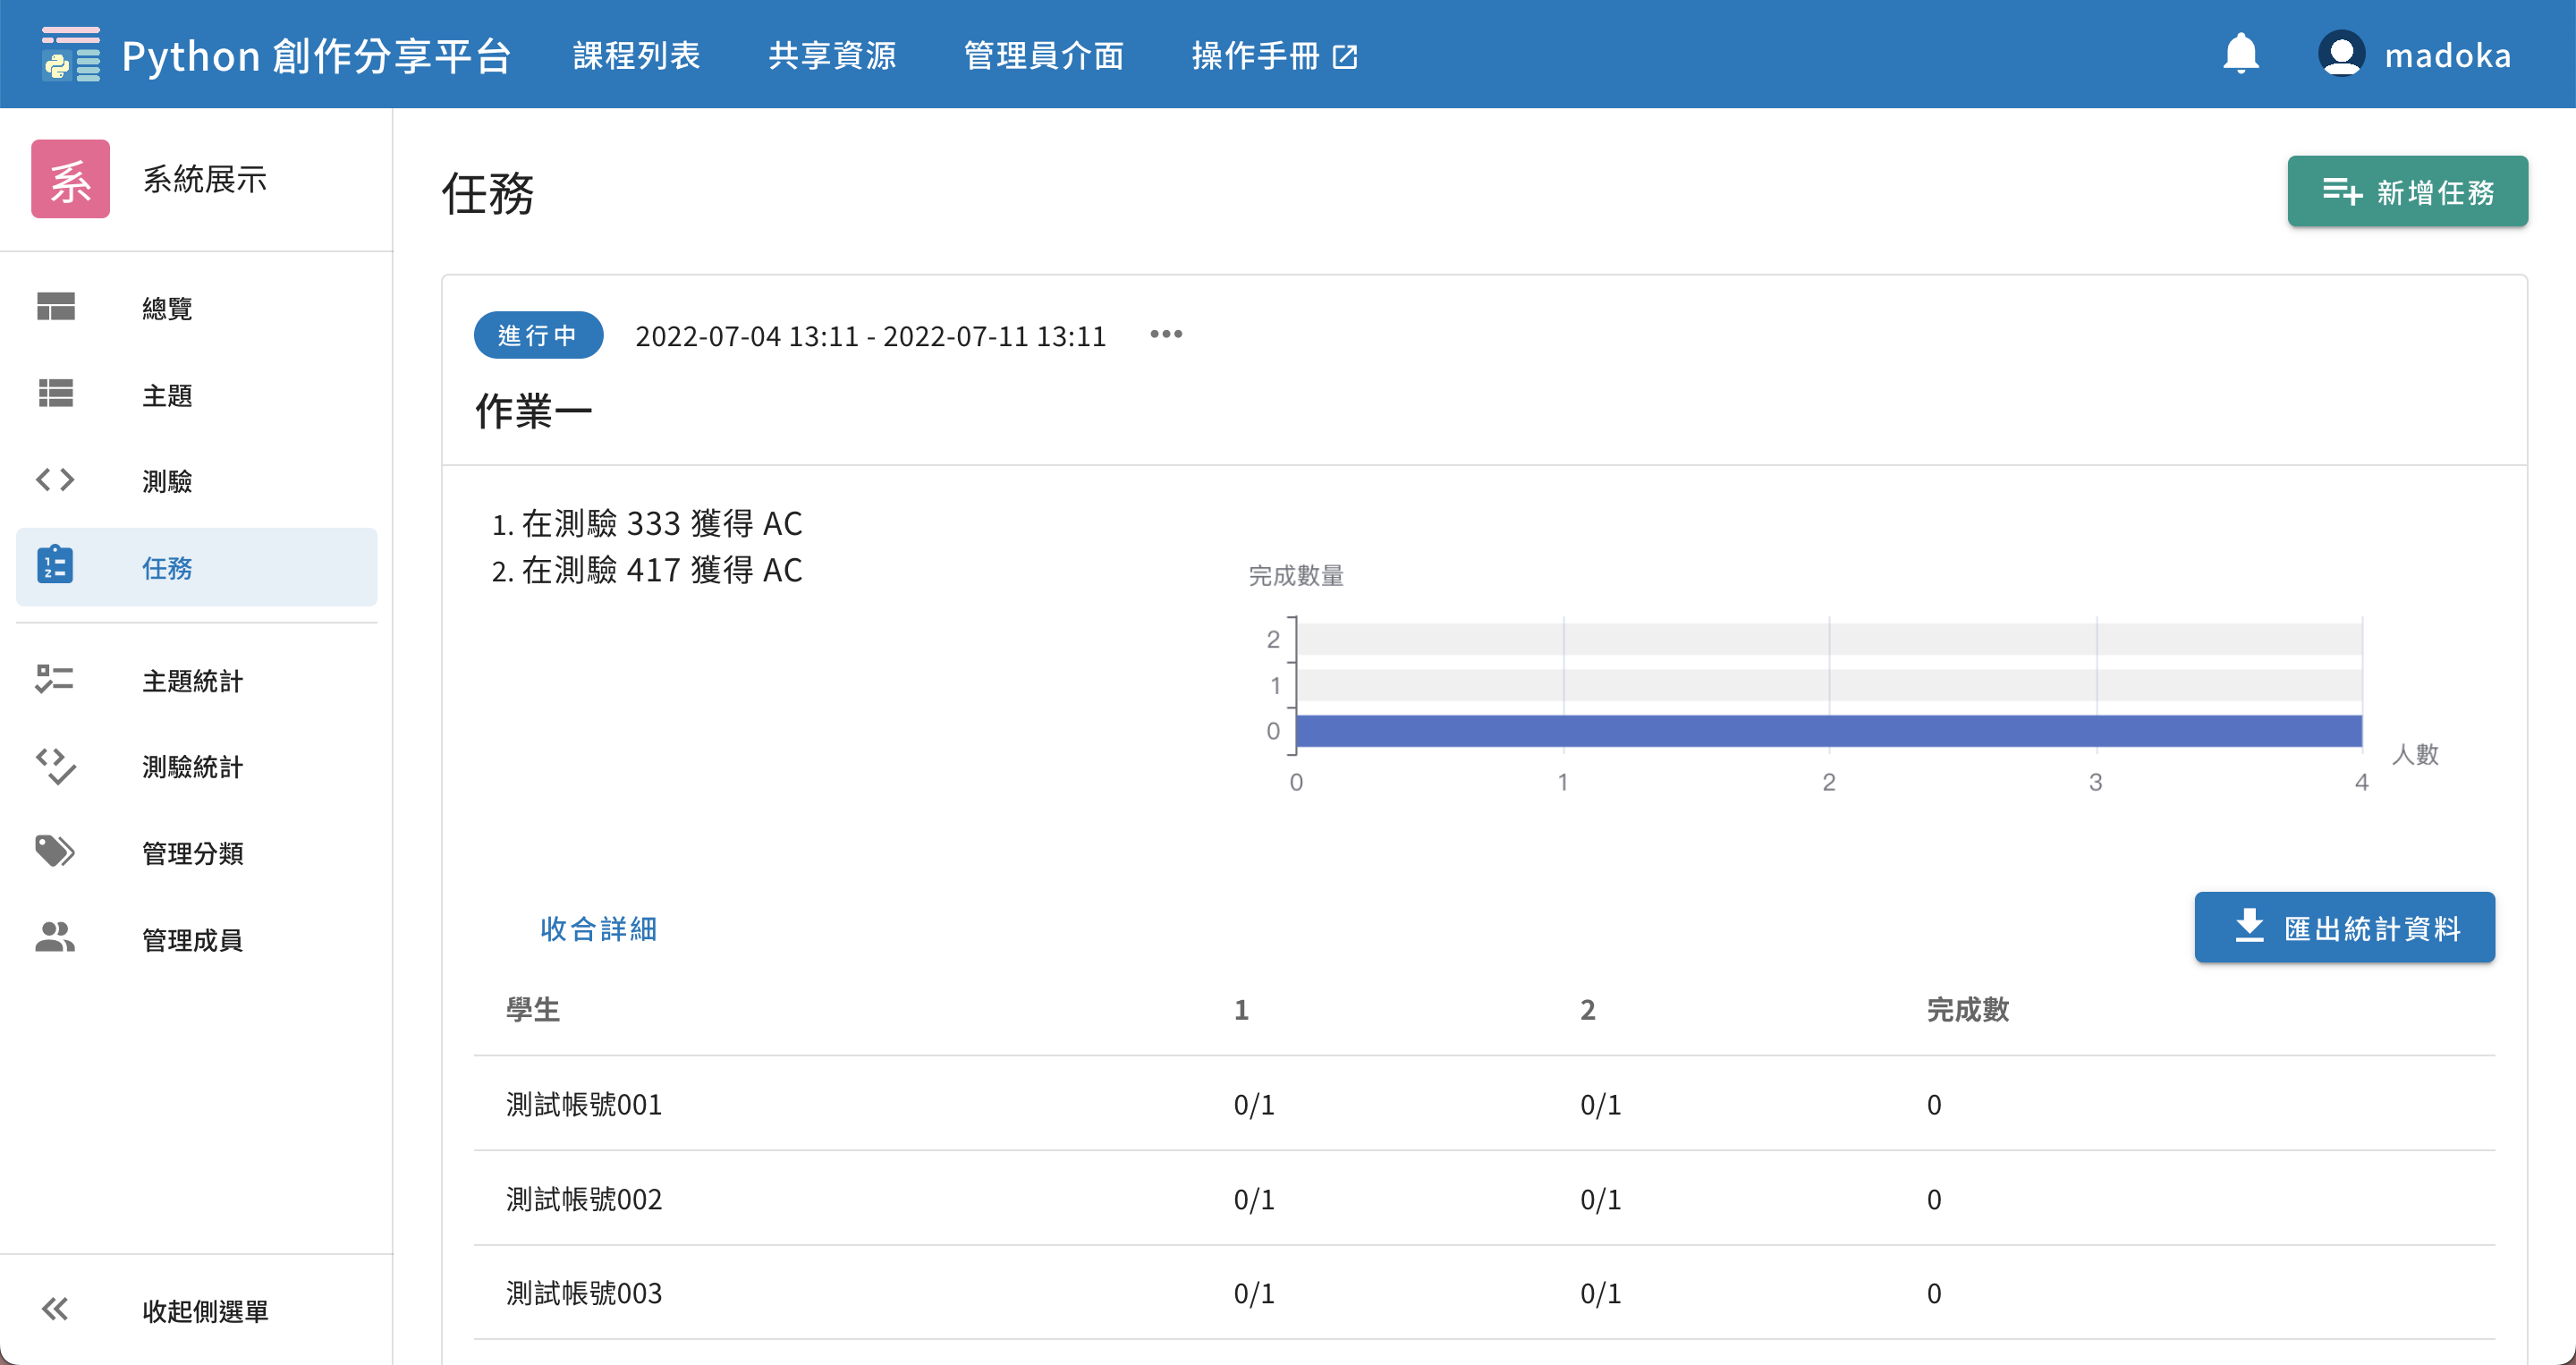 Python 創作分享平台 課程列表 共享資源 管理員介面 操作手冊 madoka
系 系統展示
總覽
主題
測驗
任務
主題統計
測驗統計
管理分類
管理成員
收起側選單
任務
新增任務
進行中 2022-07-04 13:11 - 2022-07-11 13:11
作業一
1. 在測驗 333 獲得 AC
2. 在測驗 417 獲得 AC
完成數量
2
1
0
0 1 2 3 4
人數
收合詳細
匯出統計資料
學生 1 2 完成數
測試帳號001 0/1 0/1 0
測試帳號002 0/1 0/1 0
測試帳號003 0/1 0/1 0